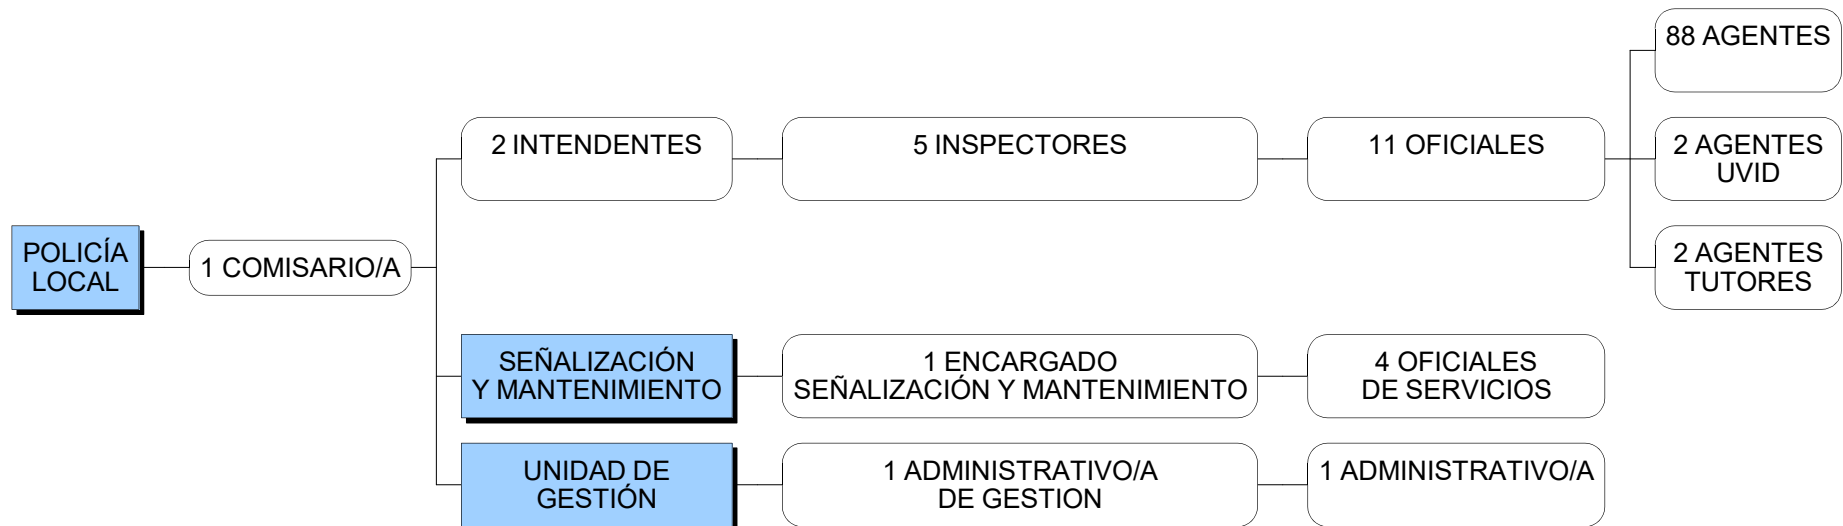 88 AGENTES
2 INTENDENTES
5 INSPECTORES
11 OFICIALES
2 AGENTES
UVID
POLICÍA
LOCAL
1 COMISARIO/A
2 AGENTES
TUTORES
SEÑALIZACIÓN
Y MANTENIMIENTO
1 ENCARGADO
SEÑALIZACIÓN Y MANTENIMIENTO
4 OFICIALES
DE SERVICIOS
UNIDAD DE
GESTIÓN
1 ADMINISTRATIVO/A
DE GESTION
1 ADMINISTRATIVO/A